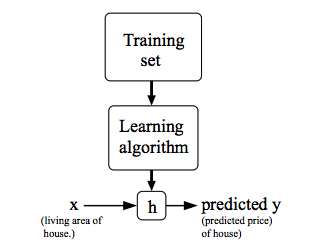 Training
set
Learning
algorithm
x
h
predicted y
(living area of
house.)
(predicted price)
of house)